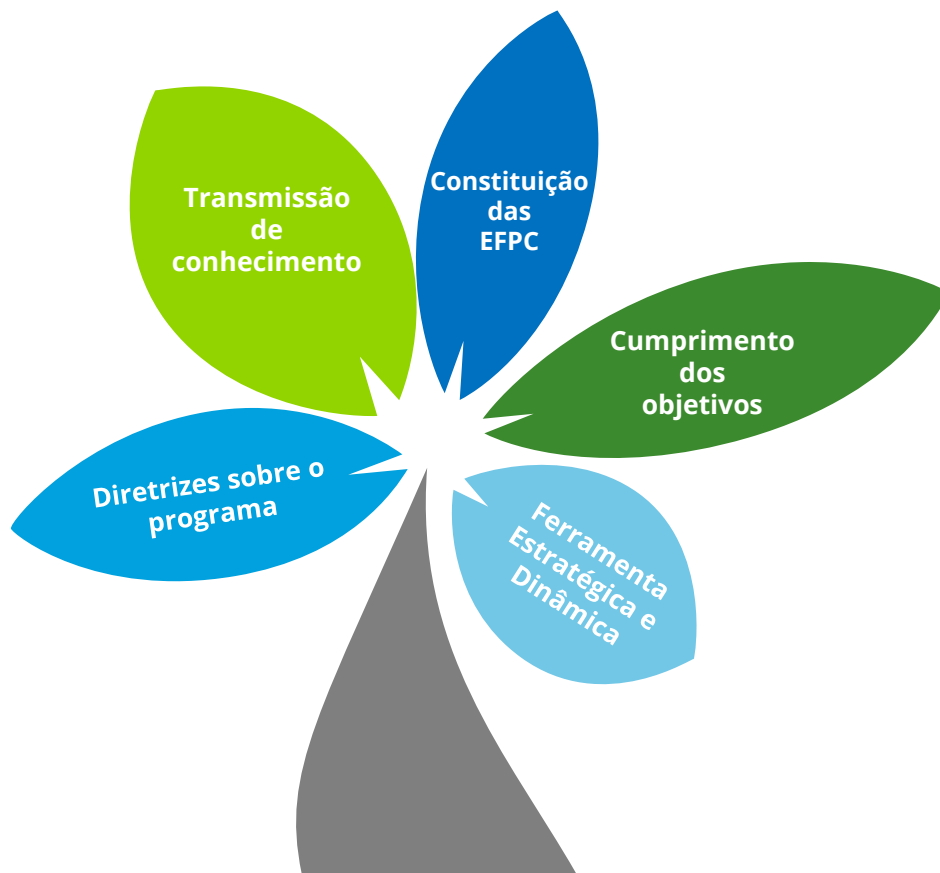 Transmissão
de
conhecimento
Constituição
das
EFPC
Cumprimento
dos
objetivos
Diretrizes sobre o
programa
Ferramenta
Estratégica e
Dinâmica